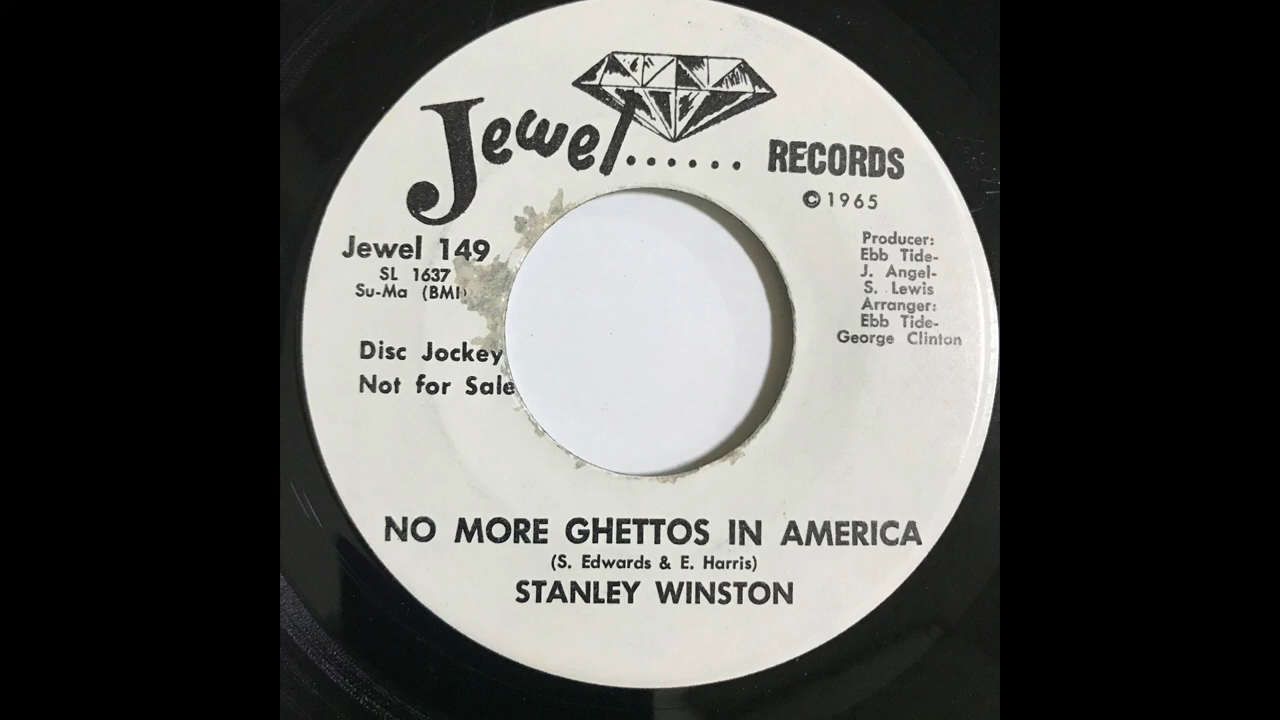 Jewel...... RECORDS
©1965
Jewel 149
SL 1637
Su-Ma (BMI)
Disc Jockey
Not for Sale
Producer:
Ebb Tide-
J. Angel-
S. Lewis
Arranger:
Ebb Tide-
George Clinton
NO MORE GHETTOS IN AMERICA
(S. Edwards & E. Harris)
STANLEY WINSTON